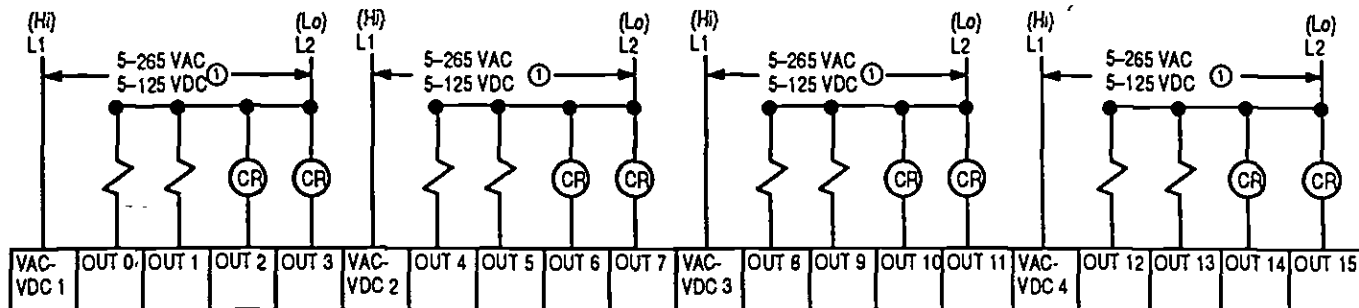 (Hi) (Lo) (Hi) (Lo) (Hi) (Lo) (Hi) (Lo)
L1 L2 L1 L2 L1 L2 L1 L2
5–265 VAC 5–265 VAC 5–265 VAC 5–265 VAC
5–125 VDC ① 5–125 VDC ① 5–125 VDC ① 5–125 VDC ①
CR CR CR CR CR CR CR CR
VAC- OUT 0 OUT 1 OUT 2 OUT 3 VAC- OUT 4 OUT 5 OUT 6 OUT 7 VAC- OUT 8 OUT 9 OUT 10 OUT 11 VAC- OUT 12 OUT 13 OUT 14 OUT 15
VDC 1 VDC 2 VDC 3 VDC 4